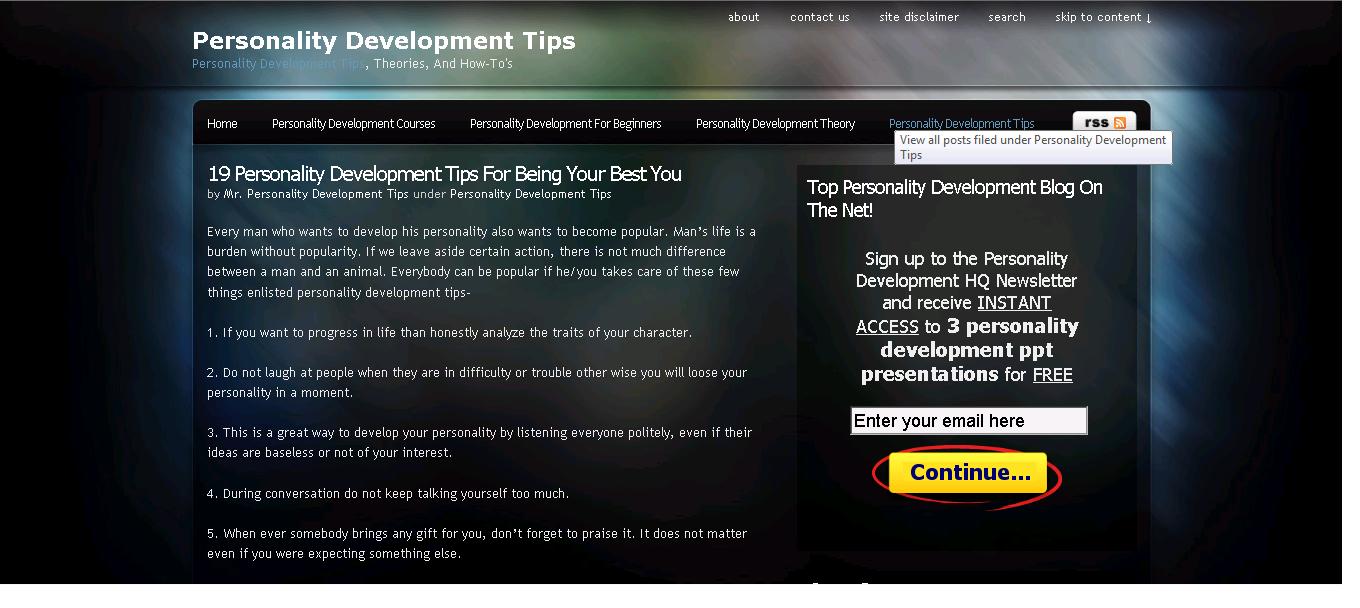 about contact us site disclaimer search skip to content ↓
Personality Development Tips
Personality Development Tips, Theories, And How-To's
Home Personality Development Courses Personality Development For Beginners Personality Development Theory Personality Development Tips rss
View all posts filed under Personality Development
Tips
19 Personality Development Tips For Being Your Best You
by Mr. Personality Development Tips under Personality Development Tips
Every man who wants to develop his personality also wants to become popular. Man's life is a
burden without popularity. If we leave aside certain action, there is not much difference
between a man and an animal. Everybody can be popular if he/you takes care of these few
things enlisted personality development tips-
1. If you want to progress in life than honestly analyze the traits of your character.
2. Do not laugh at people when they are in difficulty or trouble other wise you will loose your
personality in a moment.
3. This is a great way to develop your personality by listening everyone politely, even if their
ideas are baseless or not of your interest.
4. During conversation do not keep talking yourself too much.
5. When ever somebody brings any gift for you, don't forget to praise it. It does not matter
even if you were expecting something else.
Top Personality Development Blog On
The Net!
Sign up to the Personality
Development HQ Newsletter
and receive INSTANT
ACCESS to 3 personality
development ppt
presentations for FREE
Enter your email here
Continue...